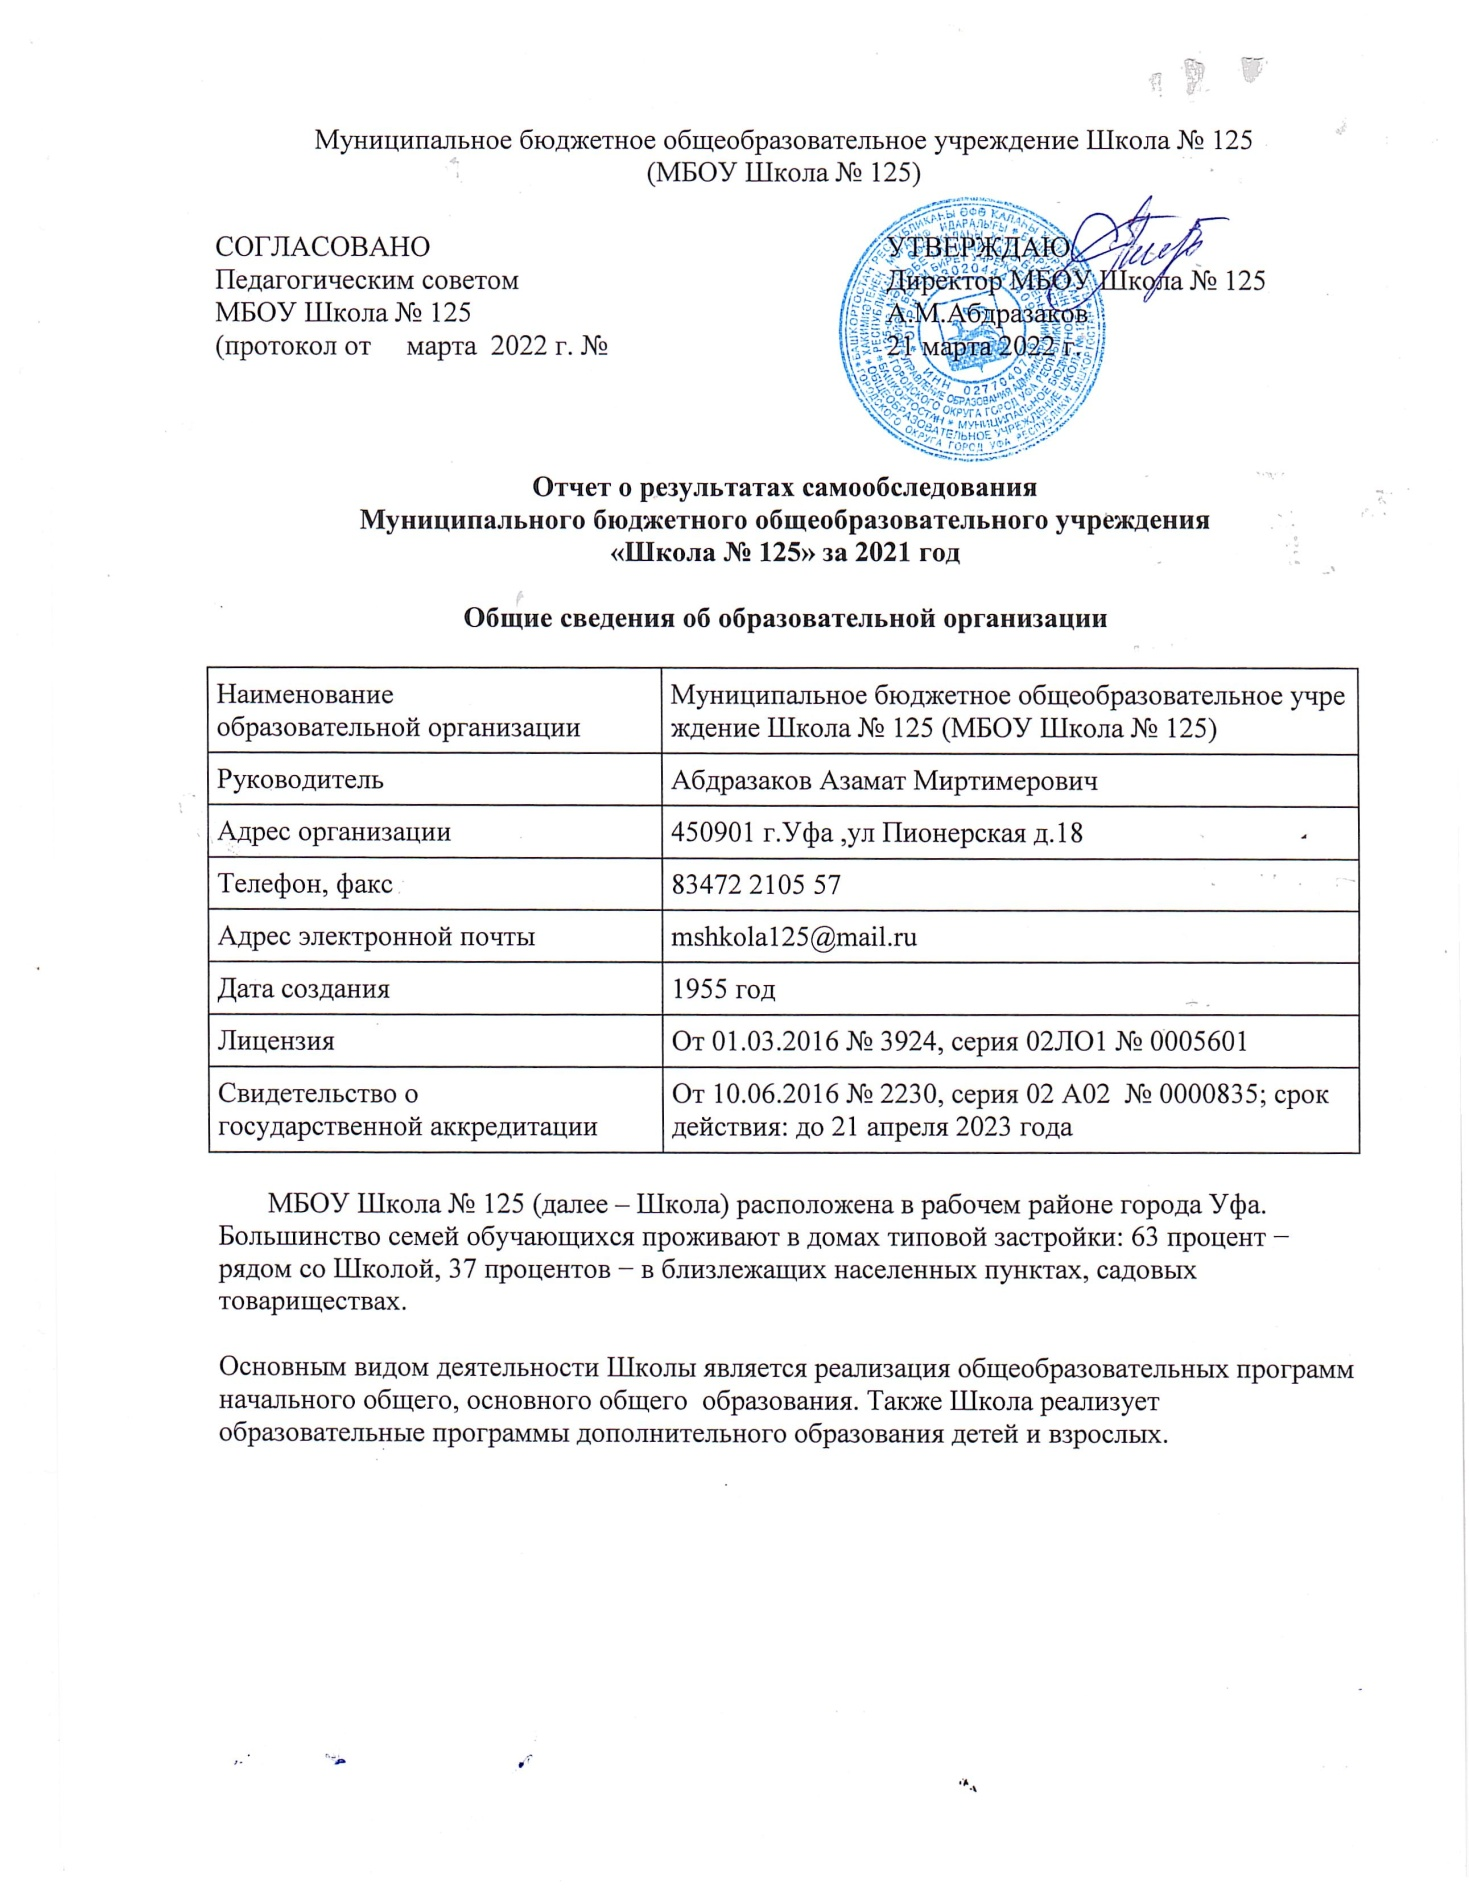 Муниципальное бюджетное общеобразовательное учреждение Школа № 125
(МБОУ Школа № 125)
СОГЛАСОВАНО
Педагогическим советом
МБОУ Школа № 125
(протокол от марта 2022 г. №
УТВЕРЖДАЮ
Директор МБОУ Школа № 125
А.М.Абдразаков
21 марта 2022 г.
Отчет о результатах самообследования
Муниципального бюджетного общеобразовательного учреждения
«Школа № 125» за 2021 год
Общие сведения об образовательной организации
Наименование
образовательной организации
Муниципальное бюджетное общеобразовательное учре
ждение Школа № 125 (МБОУ Школа № 125)
Руководитель
Абдразаков Азамат Миртимерович
Адрес организации
450901 г.Уфа ,ул Пионерская д.18
Телефон, факс
83472 2105 57
Адрес электронной почты
mshkola125@mail.ru
Дата создания
1955 год
Лицензия
От 01.03.2016 № 3924, серия 02ЛО1 № 0005601
Свидетельство о
государственной аккредитации
От 10.06.2016 № 2230, серия 02 А02 № 0000835; срок
действия: до 21 апреля 2023 года
МБОУ Школа № 125 (далее – Школа) расположена в рабочем районе города Уфа.
Большинство семей обучающихся проживают в домах типовой застройки: 63 процент −
рядом со Школой, 37 процентов − в близлежащих населенных пунктах, садовых
товариществах.
Основным видом деятельности Школы является реализация общеобразовательных программ
начального общего, основного общего образования. Также Школа реализует
образовательные программы дополнительного образования детей и взрослых.